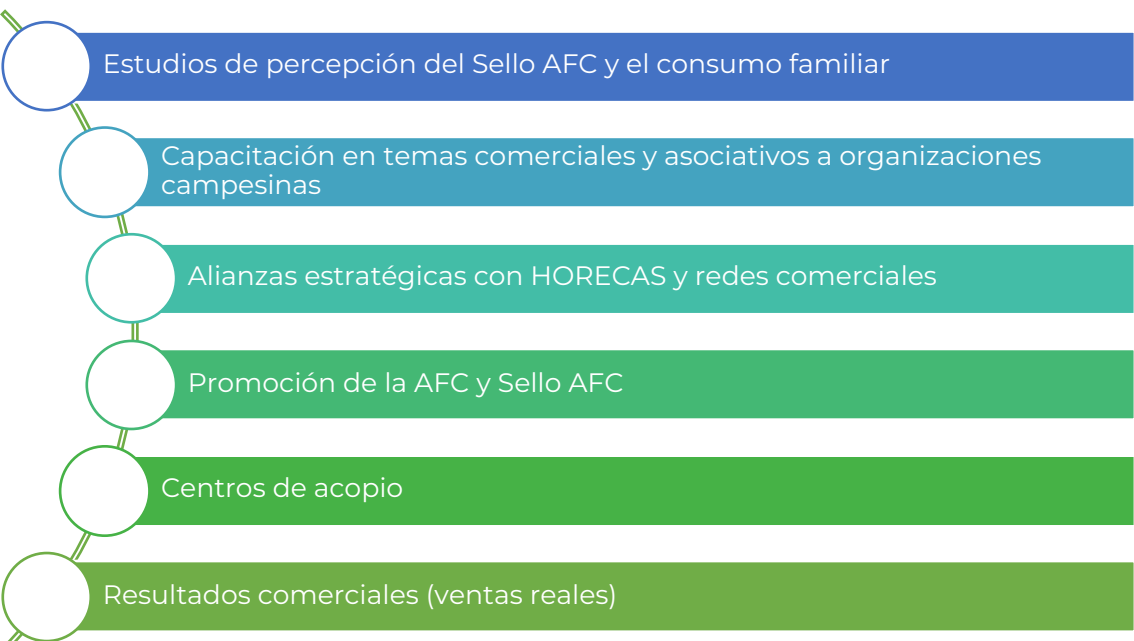 Estudios de percepción del Sello AFC y el consumo familiar
Capacitación en temas comerciales y asociativos a organizaciones
campesinas
Alianzas estratégicas con HORECAS y redes comerciales
Promoción de la AFC y Sello AFC
Centros de acopio
Resultados comerciales (ventas reales)